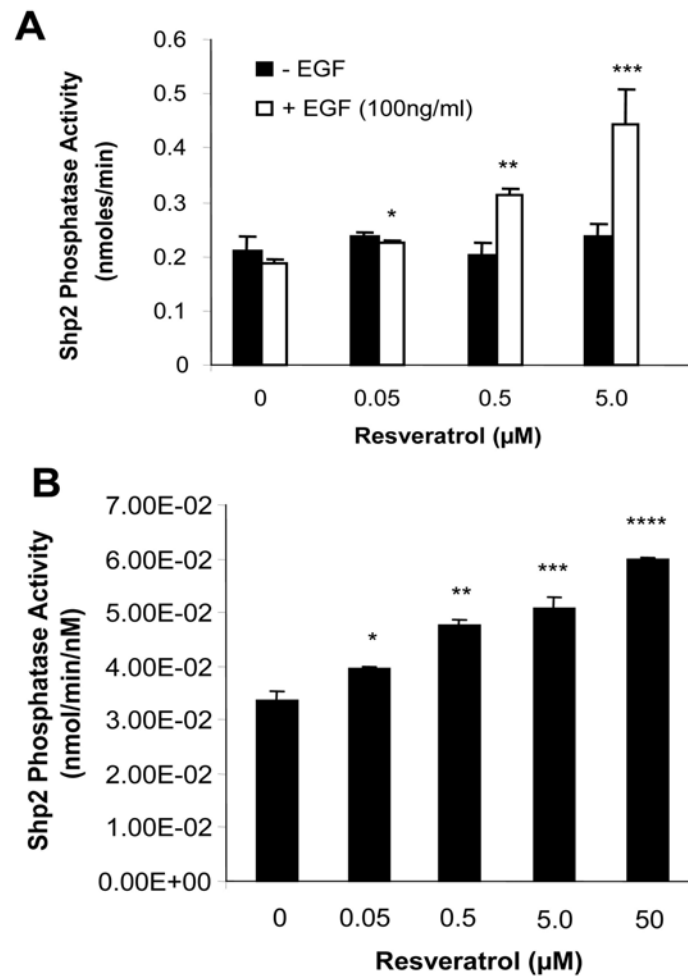 A
0.6
0.5
0.4
0.3
0.2
0.1
0
Shp2 Phosphatase Activity
(nmoles/min)
- EGF
+ EGF (100ng/ml)
*
**
***
0 0.05 0.5 5.0
Resveratrol (µM)
B
7.00E-02
6.00E-02
5.00E-02
4.00E-02
3.00E-02
2.00E-02
1.00E-02
0.00E+00
Shp2 Phosphatase Activity
(nmol/min/nM)
*
**
***
****
0 0.05 0.5 5.0 50
Resveratrol (µM)